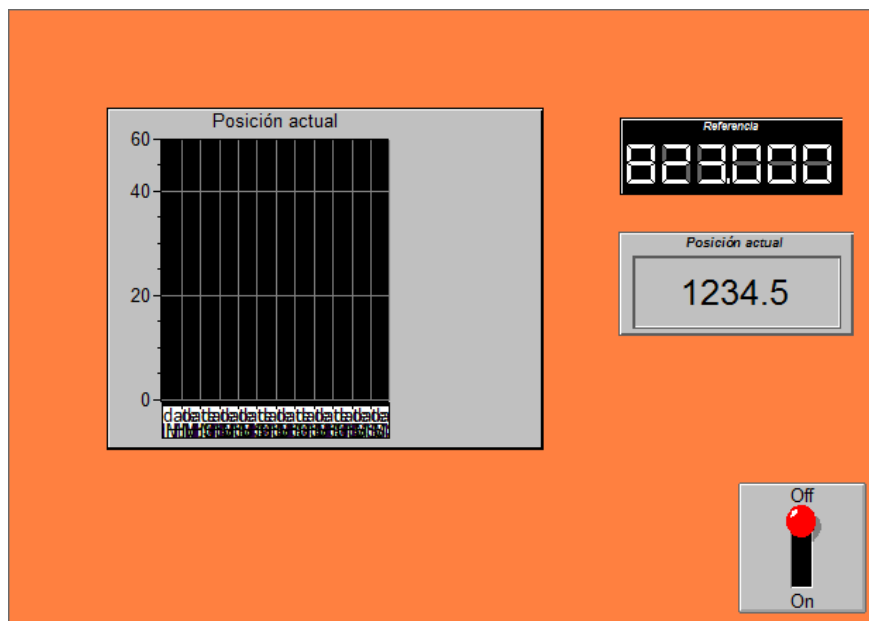 Posición actual
60
40
20
0
Referencia
823.000
Posición actual
1234.5
Off
On